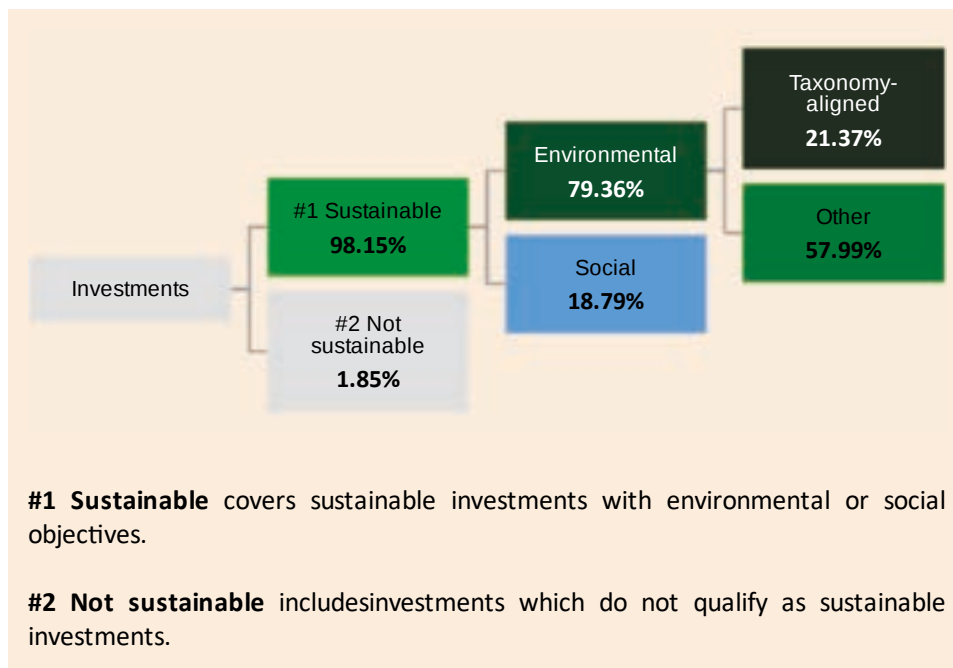 Investments
#1 Sustainable
98.15%
#2 Not
sustainable
1.85%
Environmental
79.36%
Social
18.79%
Taxonomy-
aligned
21.37%
Other
57.99%
#1 Sustainable covers sustainable investments with environmental or social
objectives.
#2 Not sustainable includesinvestments which do not qualify as sustainable
investments.